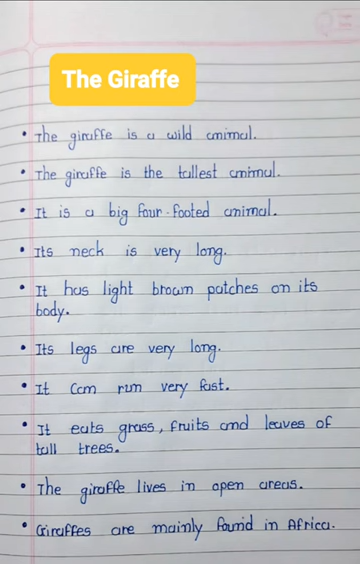 The Giraffe
• The giraffe is a wild animal.
• The giraffe is the tallest animal.
• It is a big four-footed animal.
• Its neck is very long.
• It has light brown patches on its
body.
• Its legs are very long.
• It can run very fast.
• It eats grass, fruits and leaves of
tall trees.
• The giraffe lives in open areas.
• Giraffes are mainly found in Africa.